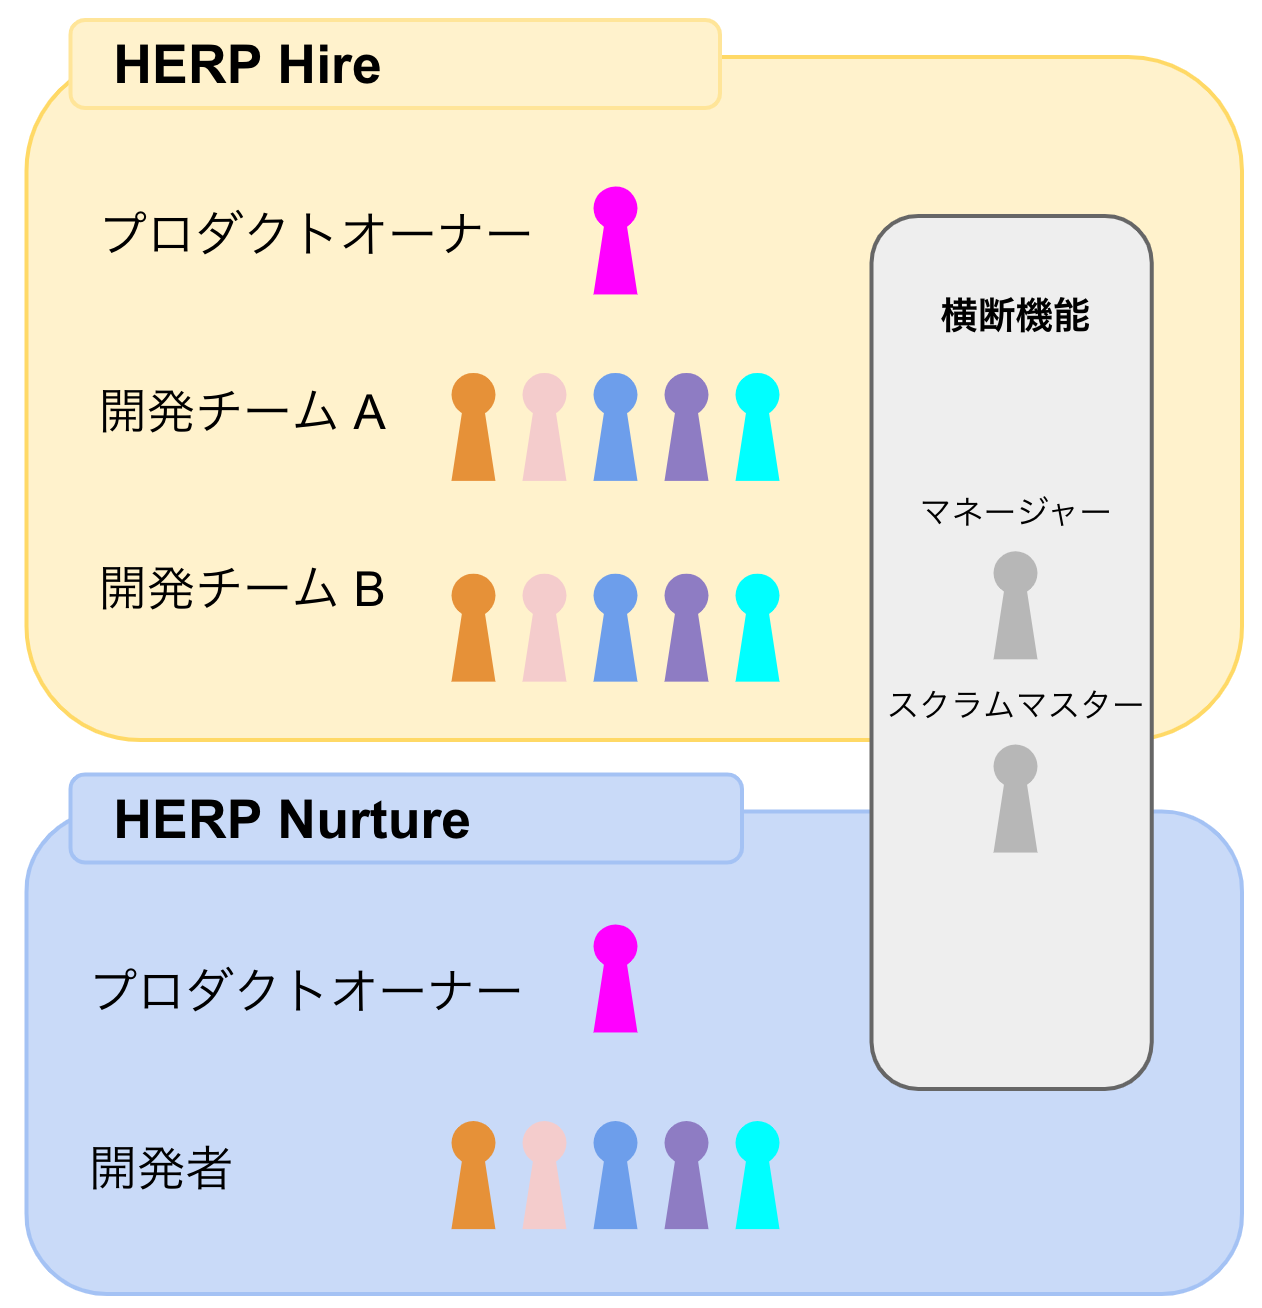 HERP Hire
プロダクトオーナー
開発チーム A
開発チーム B
横断機能
マネージャー
スクラムマスター
HERP Nurture
プロダクトオーナー
開発者